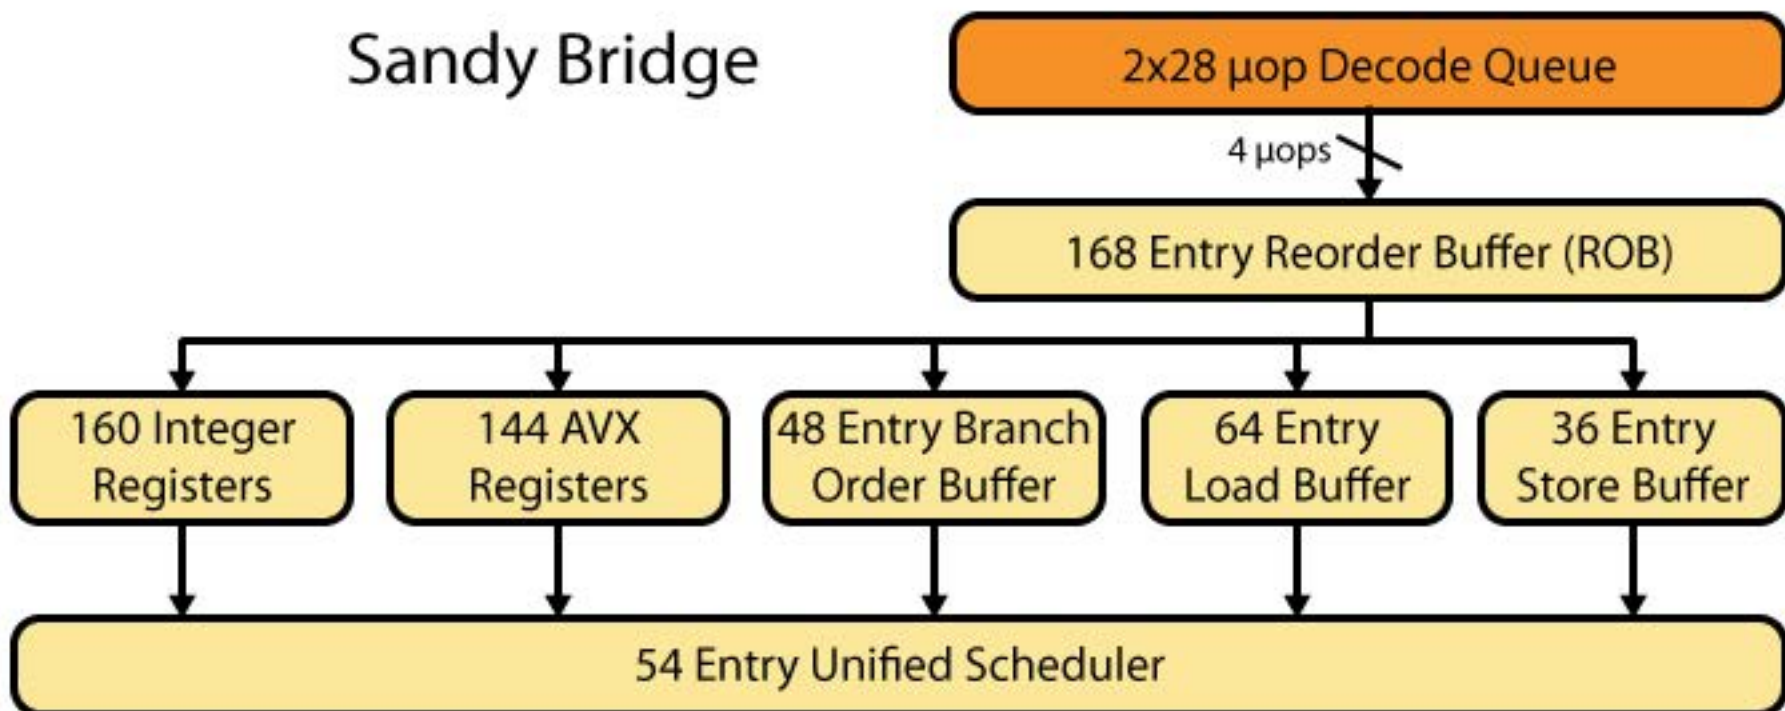 Sandy Bridge
2x28 μop Decode Queue
4 μops
168 Entry Reorder Buffer (ROB)
160 Integer
Registers
144 AVX
Registers
48 Entry Branch
Order Buffer
64 Entry
Load Buffer
36 Entry
Store Buffer
54 Entry Unified Scheduler